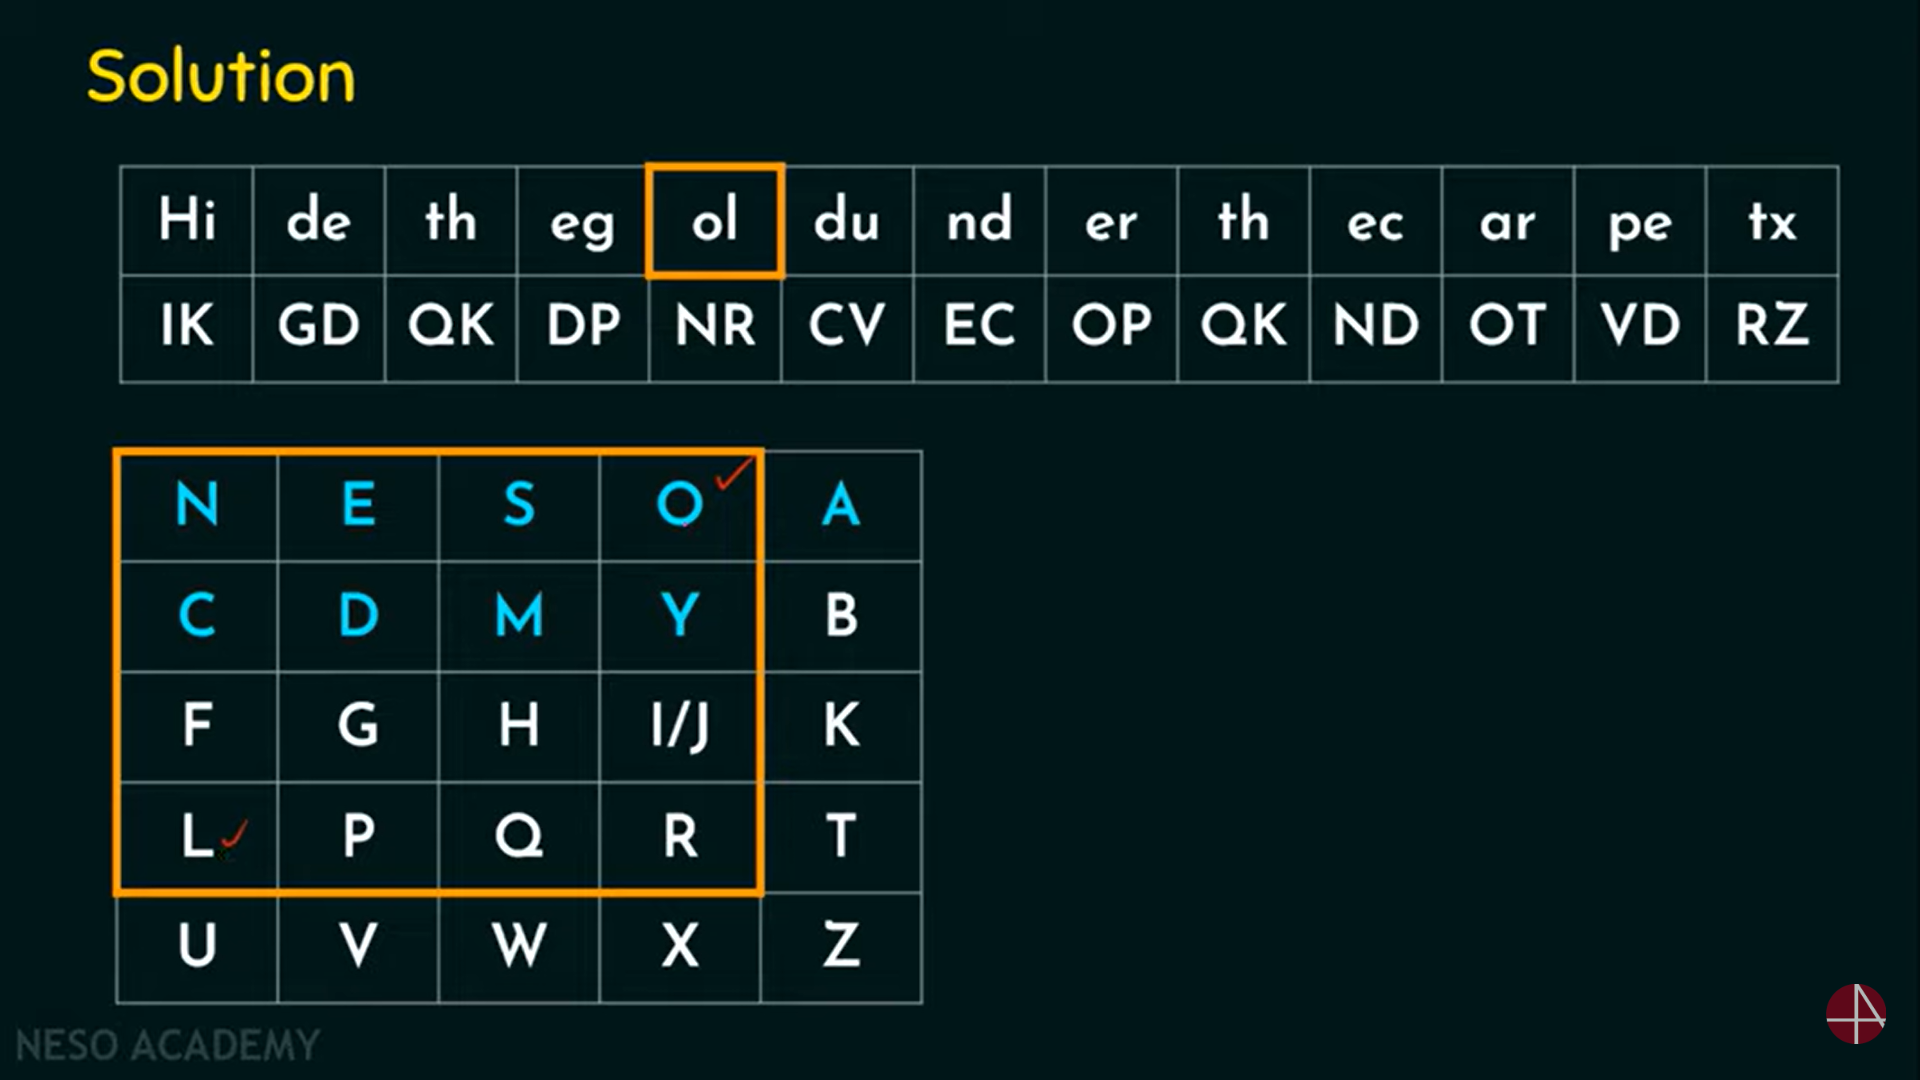 Solution
Hi de th eg ol du nd er th ec ar pe tx
IK GD QK DP NR CV EC OP QK ND OT VD RZ
N E S O A
C D M Y B
F G H I/J K
L P Q R T
U V W X Z
NESO ACADEMY